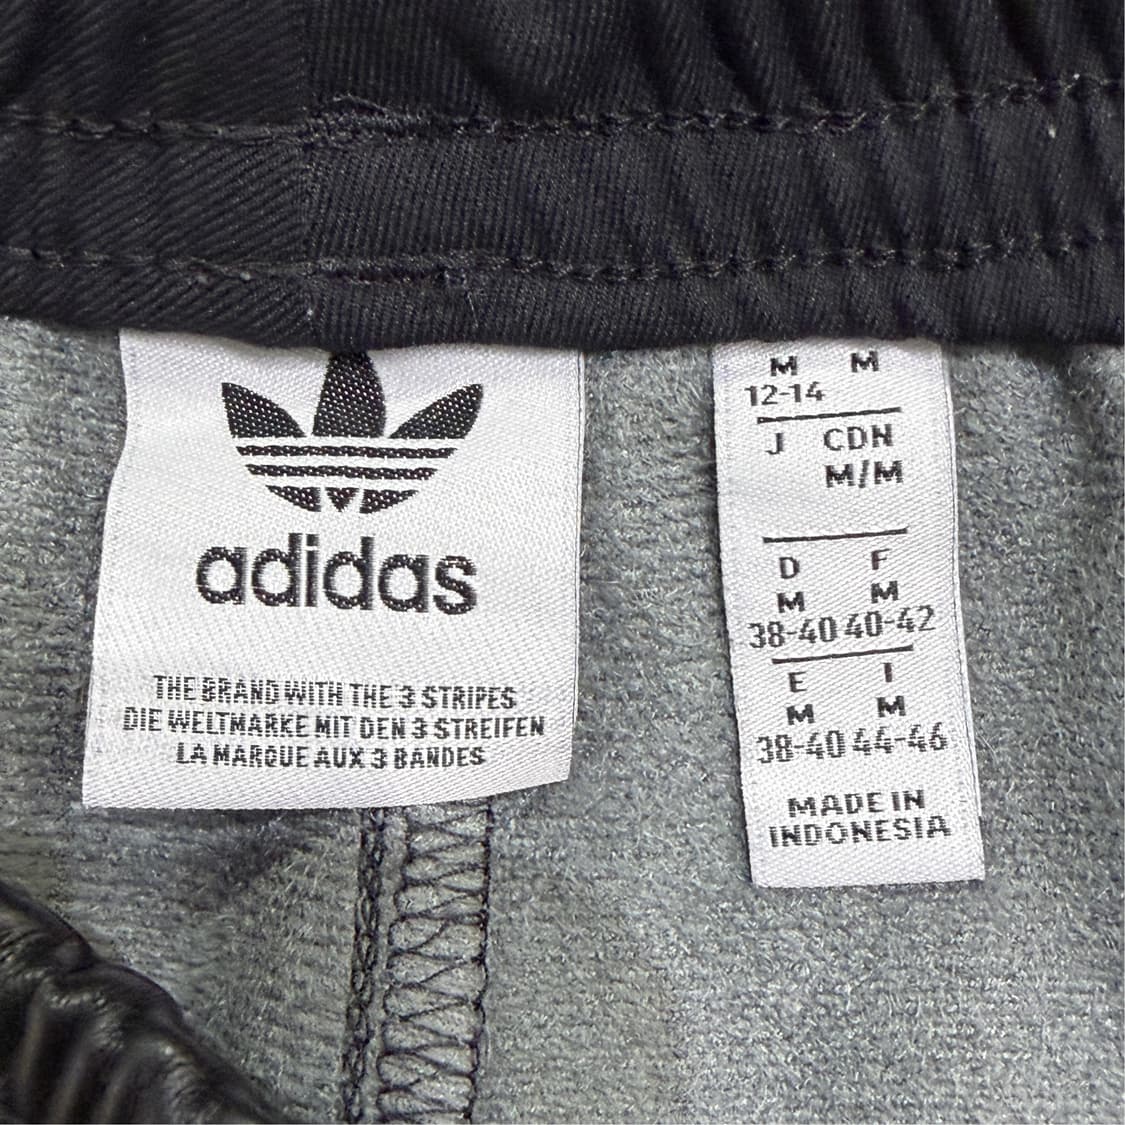 adidas
THE BRAND WITH THE 3 STRIPES
DIE WELTMARKE MIT DEN 3 STREIFEN
LA MARQUE AUX 3 BANDES
M M
12-14
J CDN
M/M
D F
M M
38-40 40-42
E I
M M
38-40 44-46
MADE IN
INDONESIA